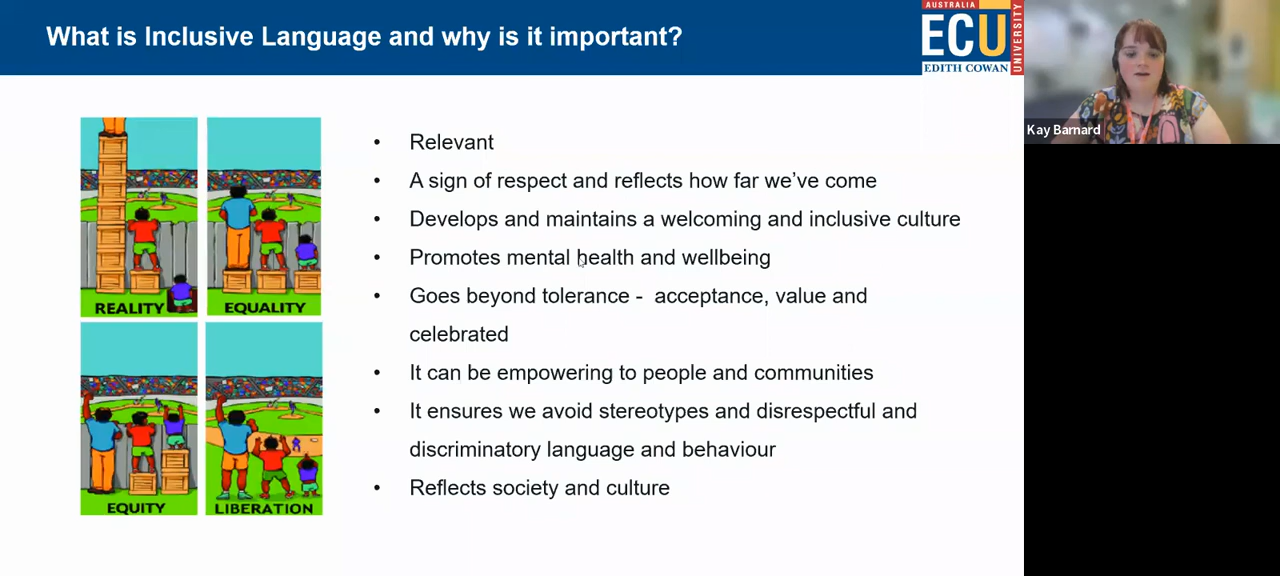 What is Inclusive Language and why is it important?
AUSTRALIA
ECU
EDITH COWAN
UNIVERSITY
Kay Barnard
REALITY
EQUALITY
EQUITY
LIBERATION
• Relevant
• A sign of respect and reflects how far we’ve come
• Develops and maintains a welcoming and inclusive culture
• Promotes mental health and wellbeing
• Goes beyond tolerance - acceptance, value and
celebrated
• It can be empowering to people and communities
• It ensures we avoid stereotypes and disrespectful and
discriminatory language and behaviour
• Reflects society and culture